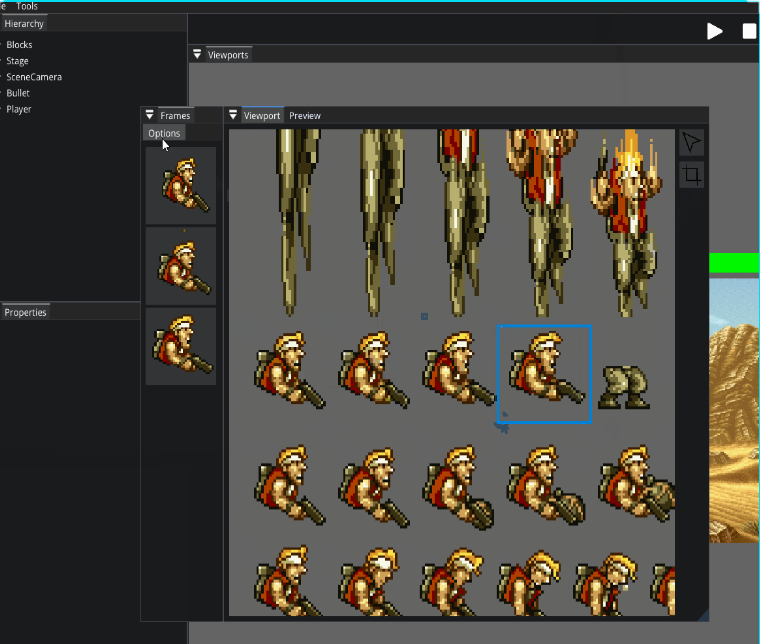 Tools
Hierarchy
Blocks
Stage
SceneCamera
Bullet
Player
Viewports
Frames
Options
Viewport Preview
Properties